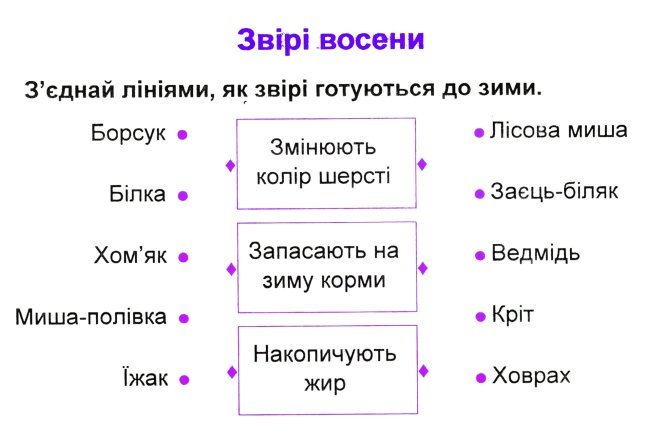 Звірі восени
З’єднай лініями, як звірі готуються до зими.
Борсук
Білка
Хом’як
Миша-полівка
Їжак
Змінюють
колір шерсті
Запасають на
зиму корми
Накопичують
жир
Лісова миша
Заєць-біляк
Ведмідь
Кріт
Ховрах